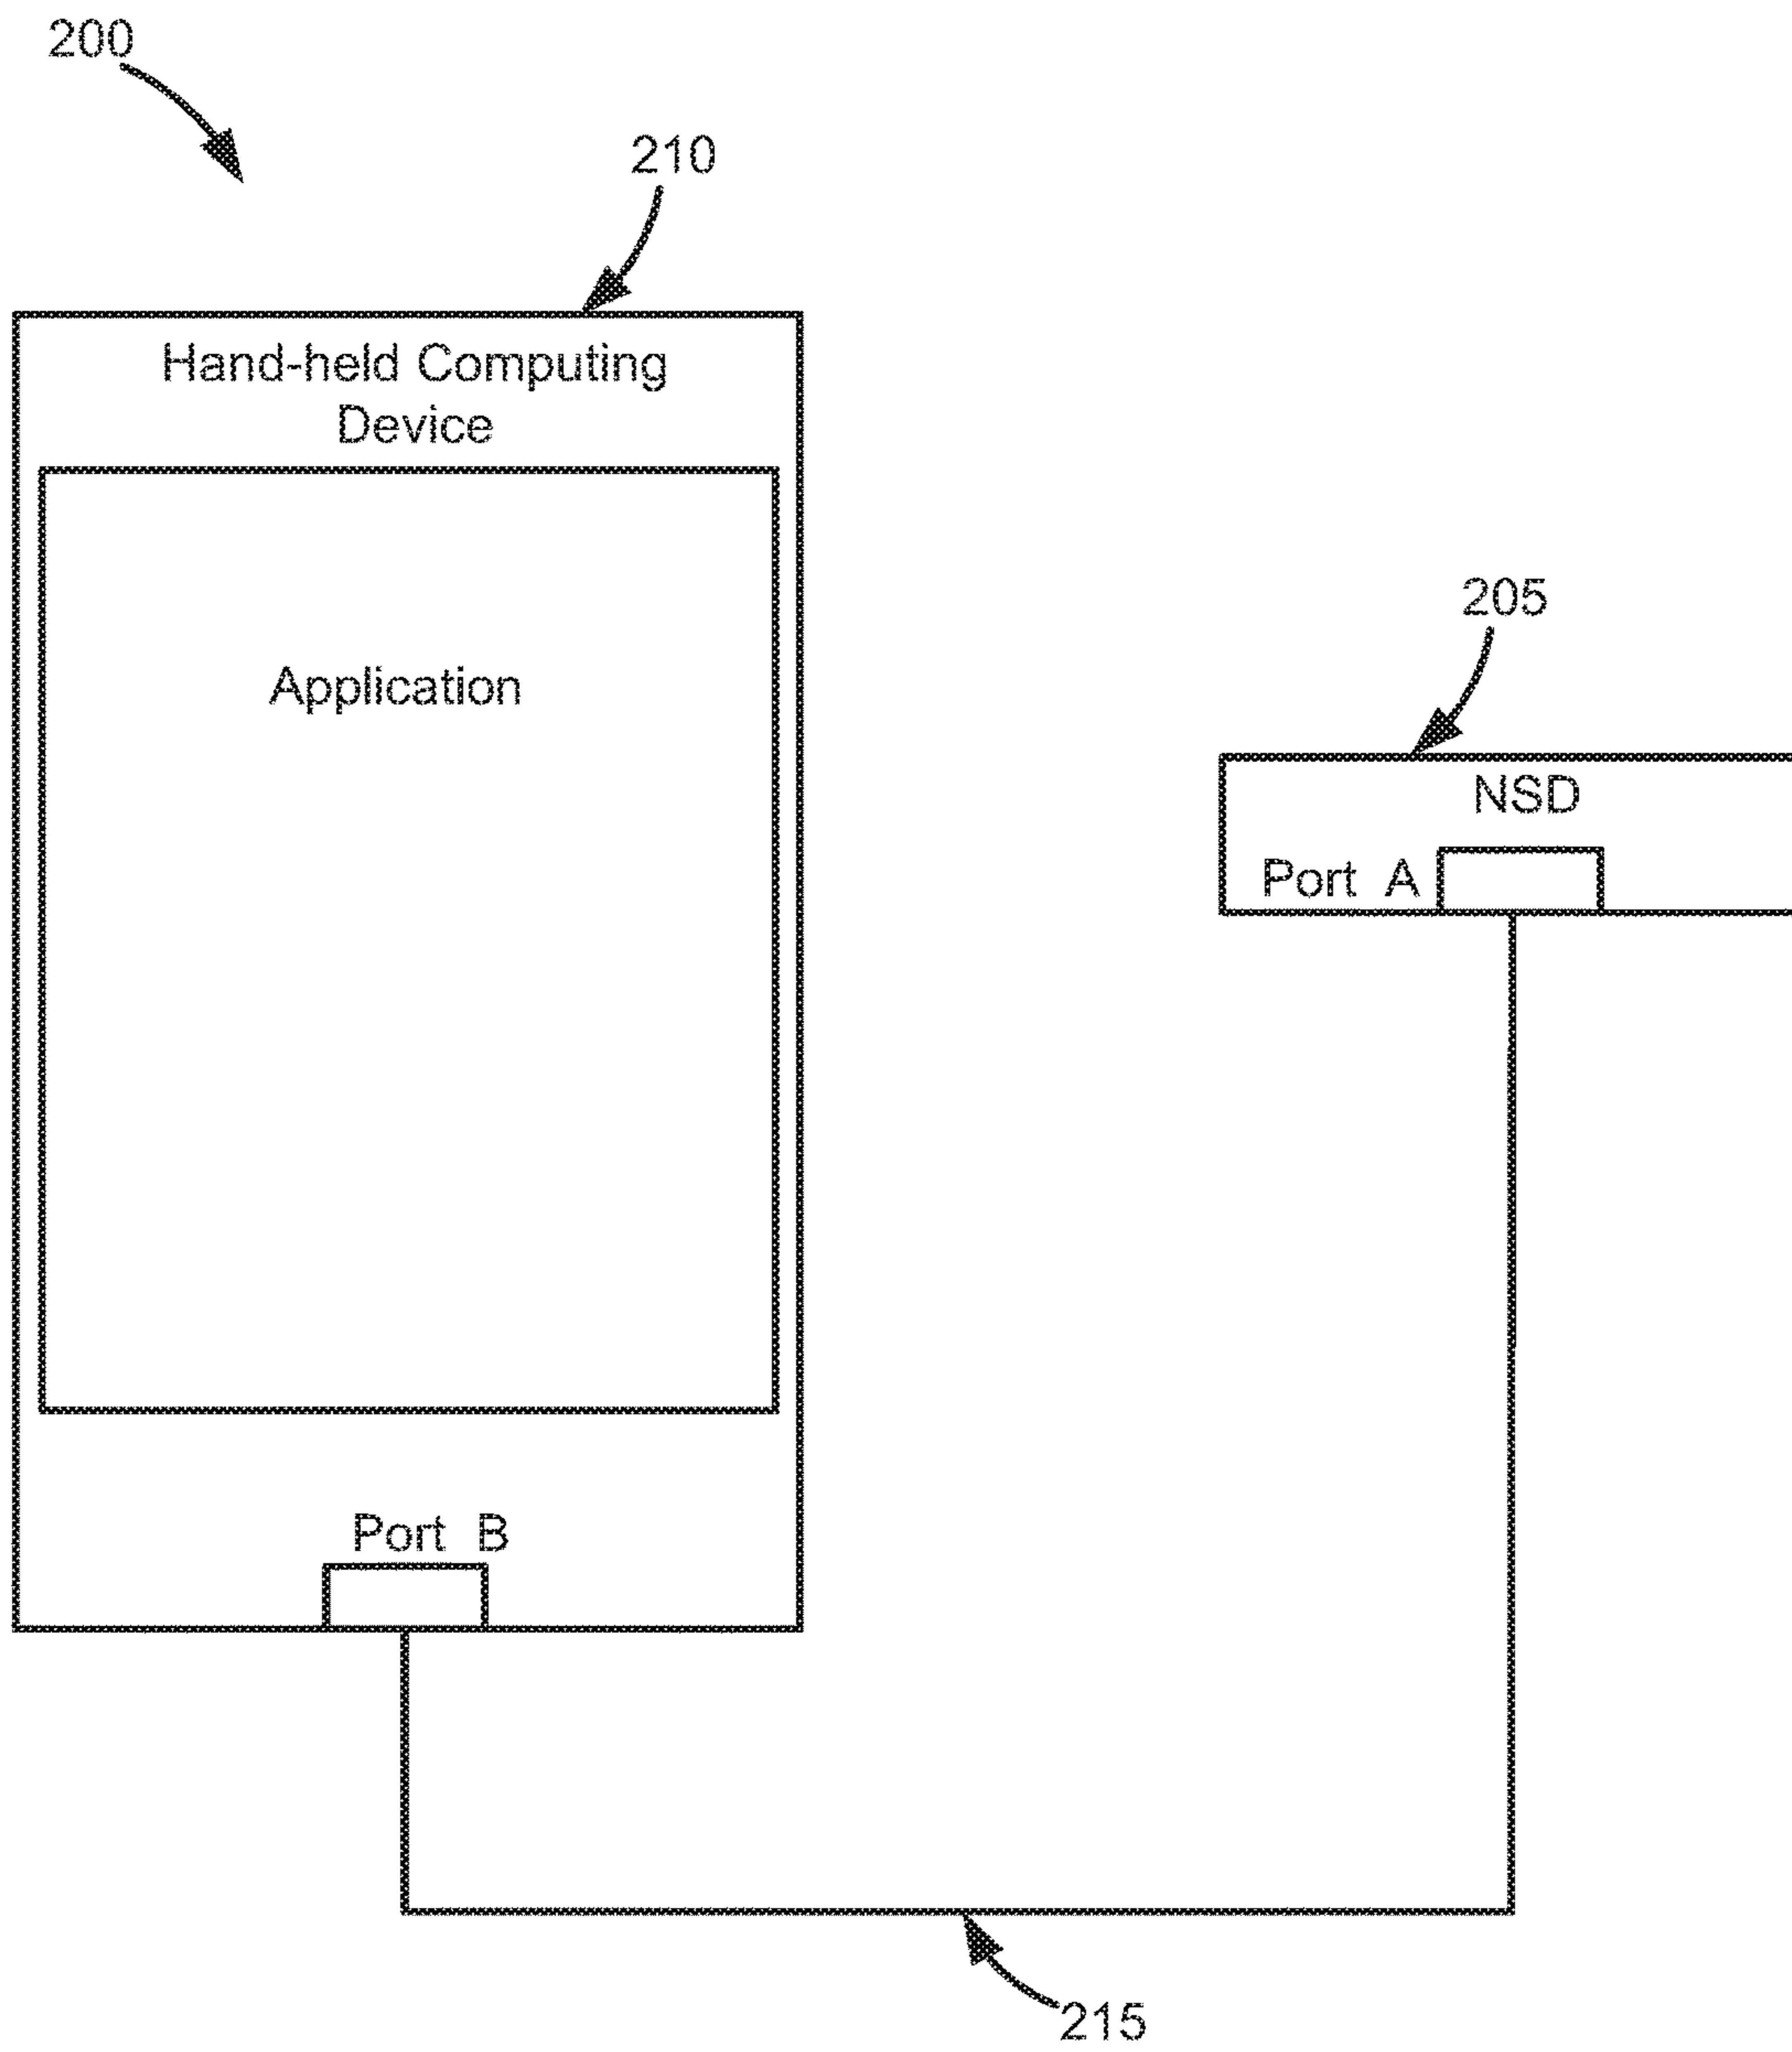 200
210
Hand-held Computing
Device
Application
205
NSD
Port A
Port B
215